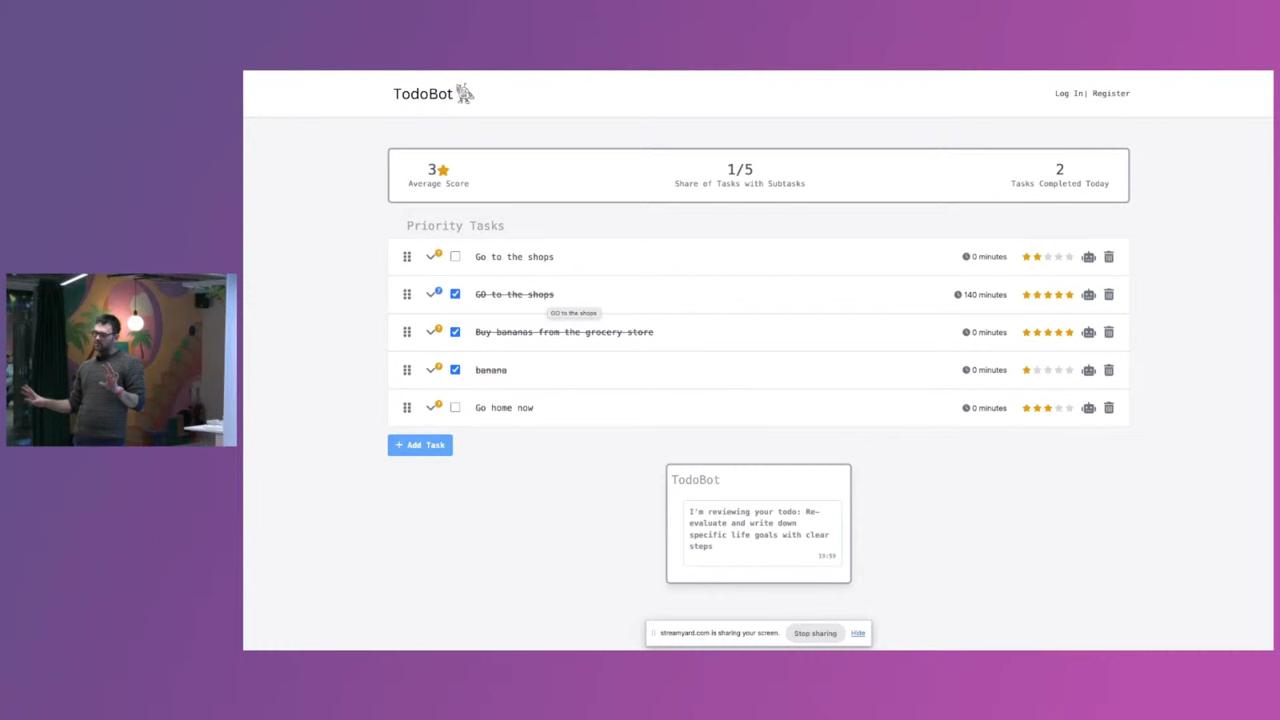 TodoBot
Log In| Register
3
1/5
2
Average Score
Share of Tasks with Subtasks
Tasks Completed Today
Priority Tasks
? Go to the shops 0 minutes
? GO to the shops 140 minutes
GO to the shops
? Buy bananas from the grocery store 0 minutes
? banana 0 minutes
? Go home now 0 minutes
+ Add Task
TodoBot
I'm reviewing your todo: Re-
evaluate and write down
specific life goals with clear
steps
19:59
streamyard.com is sharing your screen. Stop sharing Hide